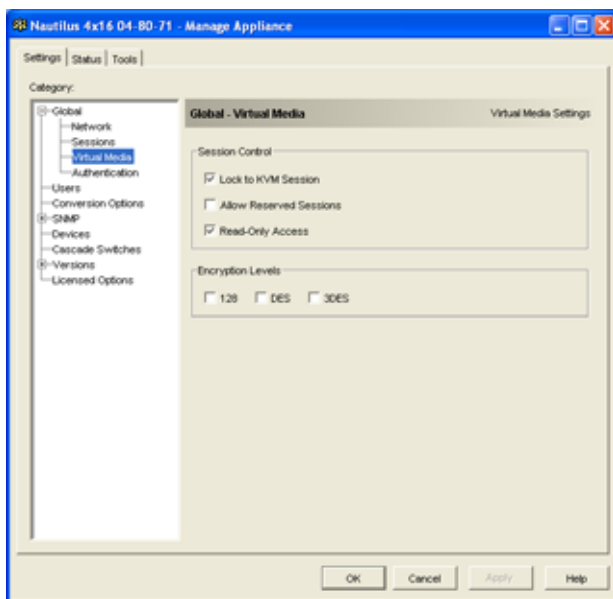 Nautilus 4x16 04-80-71 - Manage Appliance
Settings Status Tools
Category:
Global
Network
Sessions
Virtual Media
Authentication
Users
Conversion Options
SNMP
Devices
Cascade Switches
Versions
Licensed Options
Global - Virtual Media Virtual Media Settings
Session Control
Lock to KVM Session
Allow Reserved Sessions
Read-Only Access
Encryption Levels
128 DES 3DES
OK Cancel Apply Help